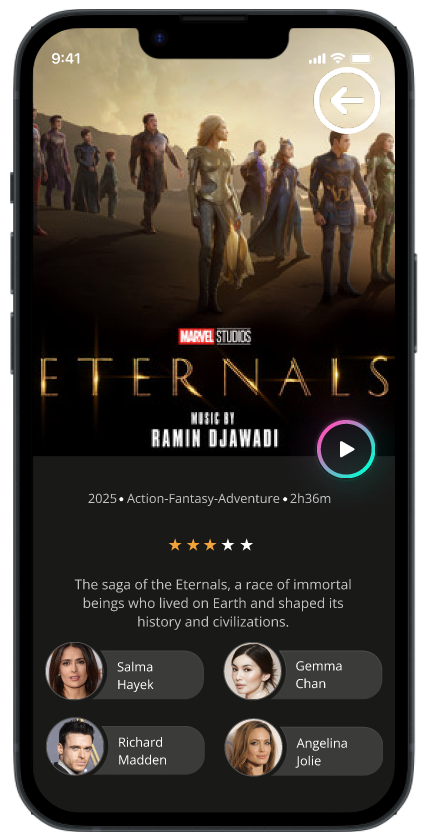 9:41
MARVEL STUDIOS
ETERNALS
MUSIC BY
RAMIN DJAWADI
2025 • Action-Fantasy-Adventure • 2h36m
The saga of the Eternals, a race of immortal
beings who lived on Earth and shaped its
history and civilizations.
Salma
Hayek
Gemma
Chan
Richard
Madden
Angelina
Jolie